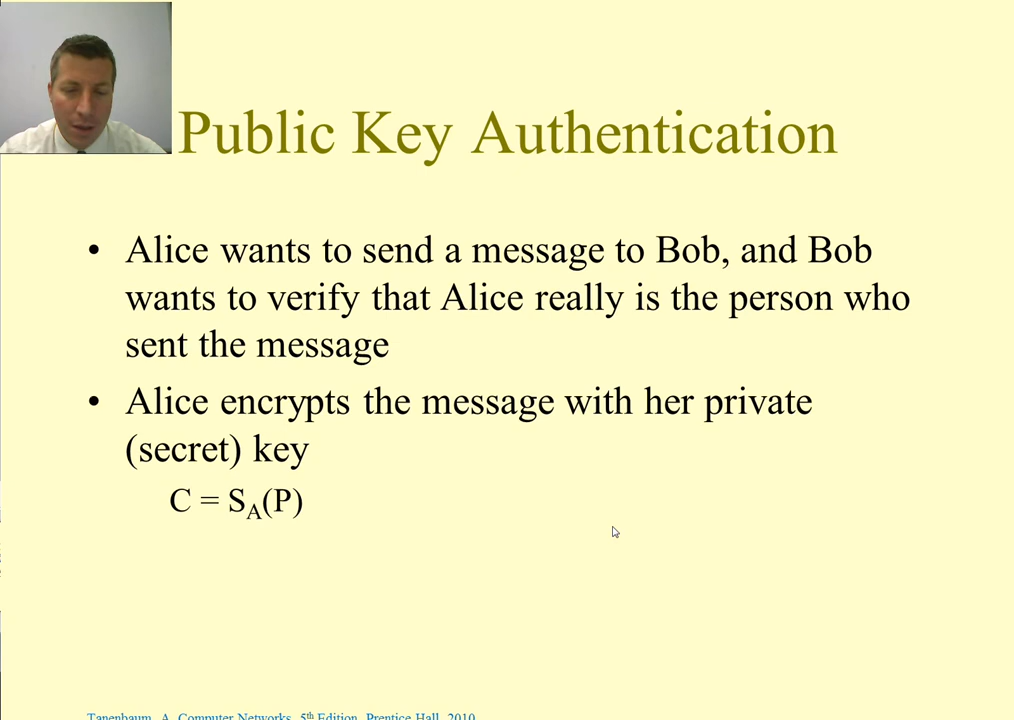 Public Key Authentication
• Alice wants to send a message to Bob, and Bob
wants to verify that Alice really is the person who
sent the message
• Alice encrypts the message with her private
(secret) key
C = S_A(P)
Tanenbaum, A. Computer Networks, 5th Edition, Prentice Hall, 2010